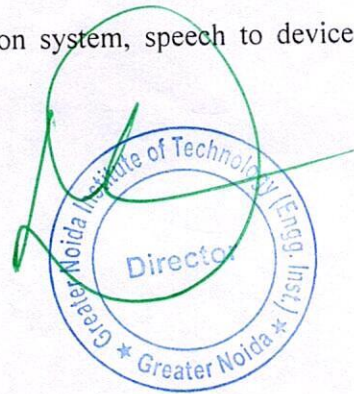 on system, speech to device
Greater Noida Institute of Technology (Engg. Inst.)
Director
★ Greater Noida ★